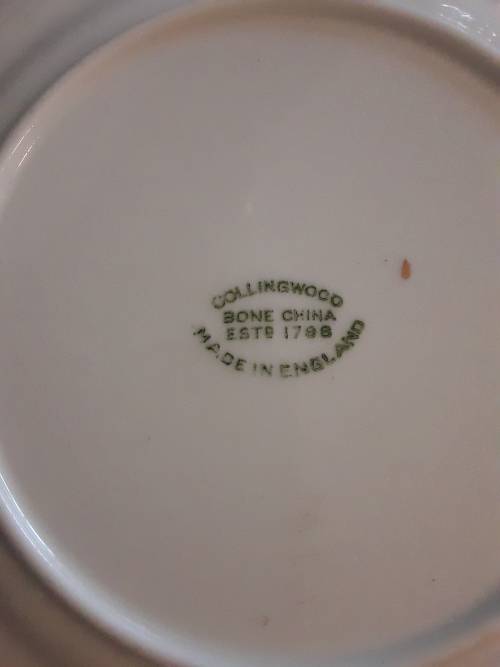 COLLINGWOOD
BONE CHINA
ESTD 1796
MADE IN ENGLAND